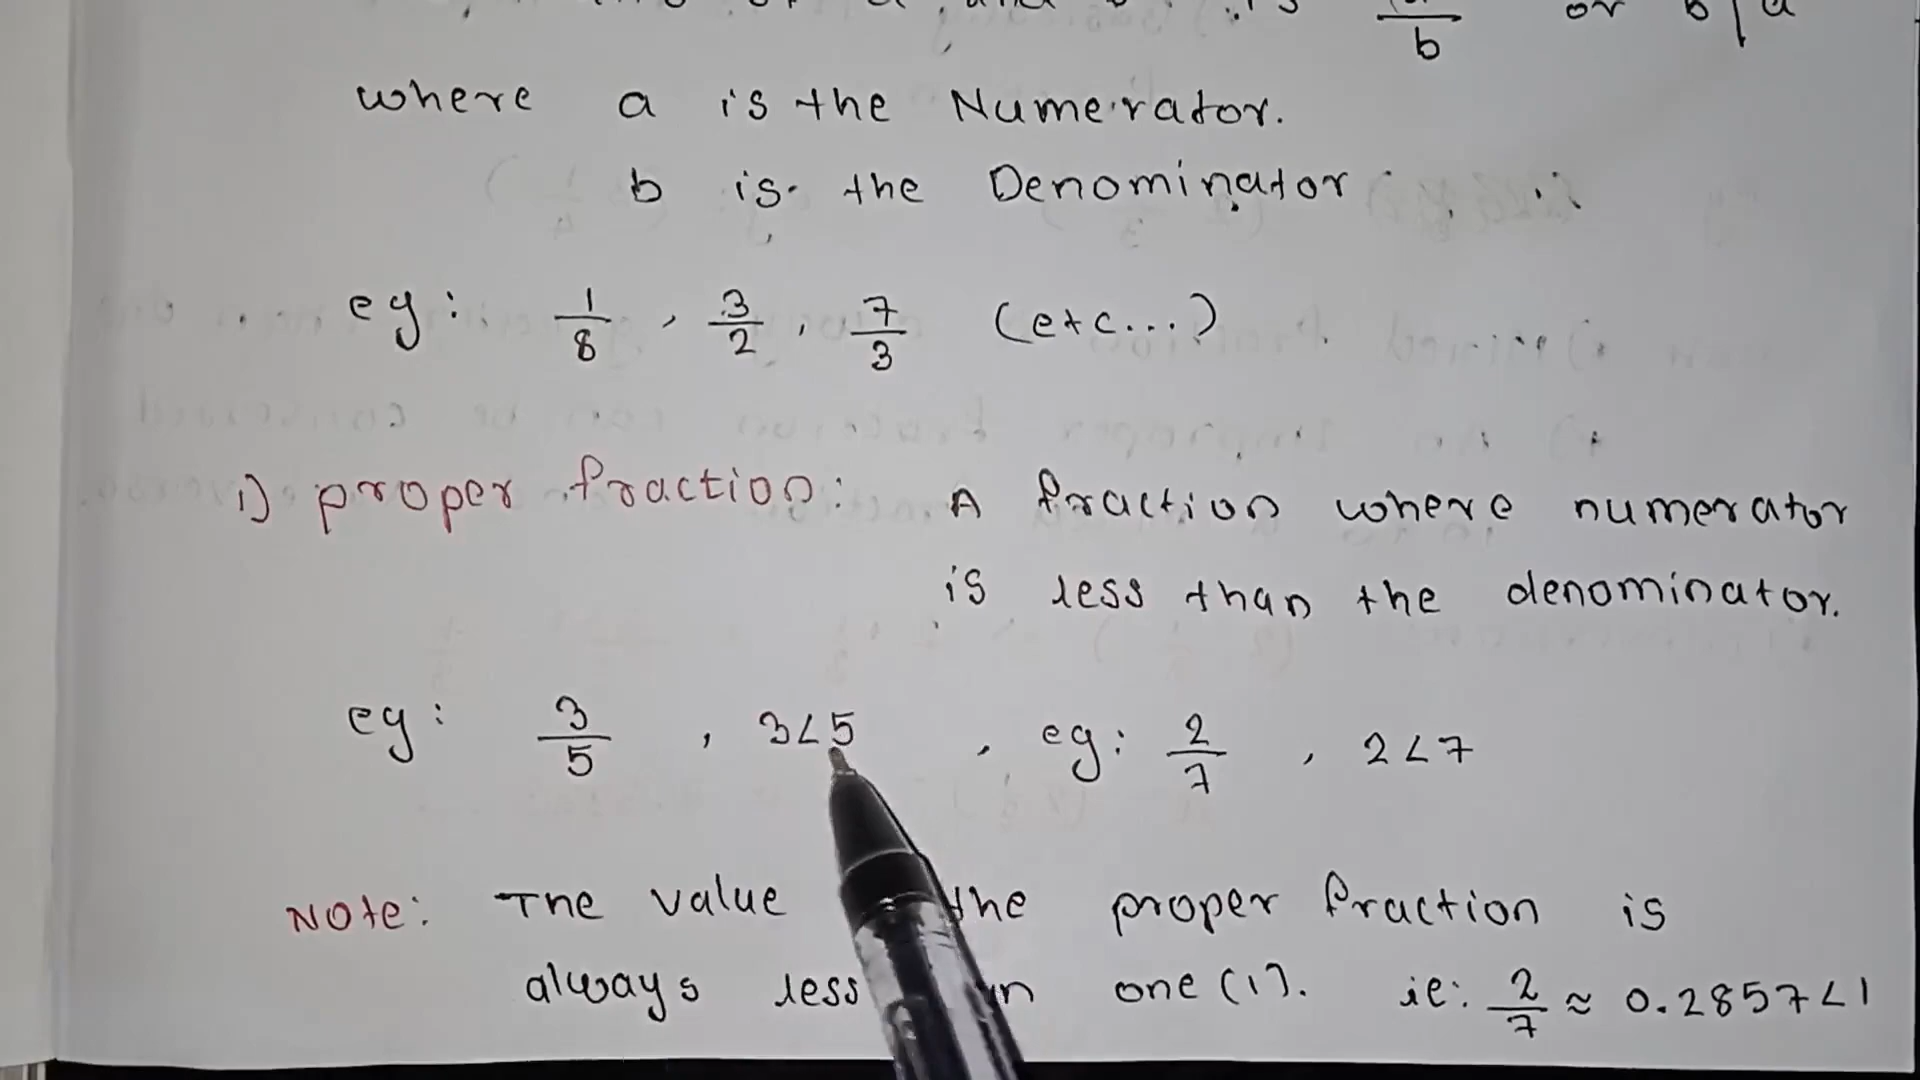 b or b/a
where a is the Numerator.
b is the Denominator
eg: 1/8, 3/2, 7/3 (etc...)
i) proper fraction: A fraction where numerator
is less than the denominator.
eg: 3/5, 3<5, eg: 2/7, 2<7
NOTe: The value the proper fraction is
always less one (1). ie: 2/7 ≈ 0.2857<1